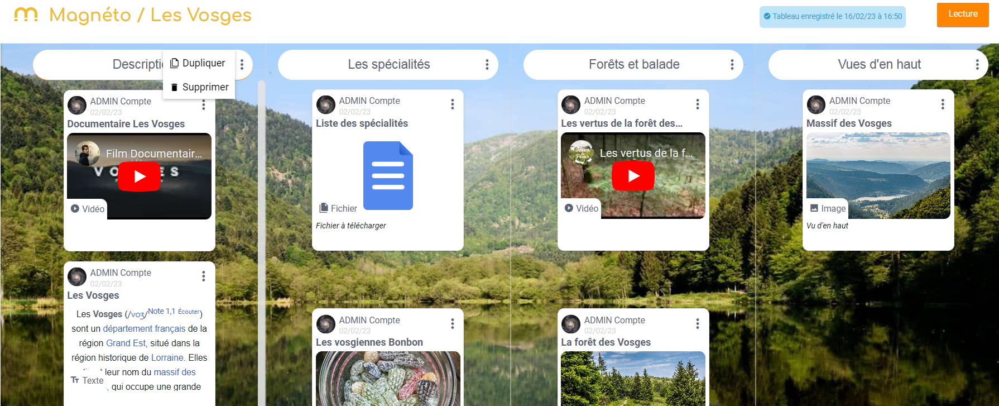 Magnéto / Les Vosges
Tableau enregistré le 16/02/23 à 16:50
Lecture
Descripti
Dupliquer
Supprimer
Les spécialités
Forêts et balade
Vues d'en haut
ADMIN Compte
02/02/23
Documentaire Les Vosges
Film Documentair...
Vidéo
ADMIN Compte
02/02/23
Les Vosges
Les Vosges (/voʒ/Note 1,1 Écouter)
sont un département français de la
région Grand Est, situé dans la
région historique de Lorraine. Elles
leur nom du massif des
Texte
, qui occupe une grande
ADMIN Compte
02/02/23
Liste des spécialités
Fichier
Fichier à télécharger
ADMIN Compte
02/02/23
Les vosgiennes Bonbon
ADMIN Compte
02/02/23
Les vertus de la forêt des...
Terres de France
Les vertus de la f...
Vidéo
ADMIN Compte
02/02/23
La forêt des Vosges
ADMIN Compte
02/02/23
Massif des Vosges
Image
Vu d'en haut